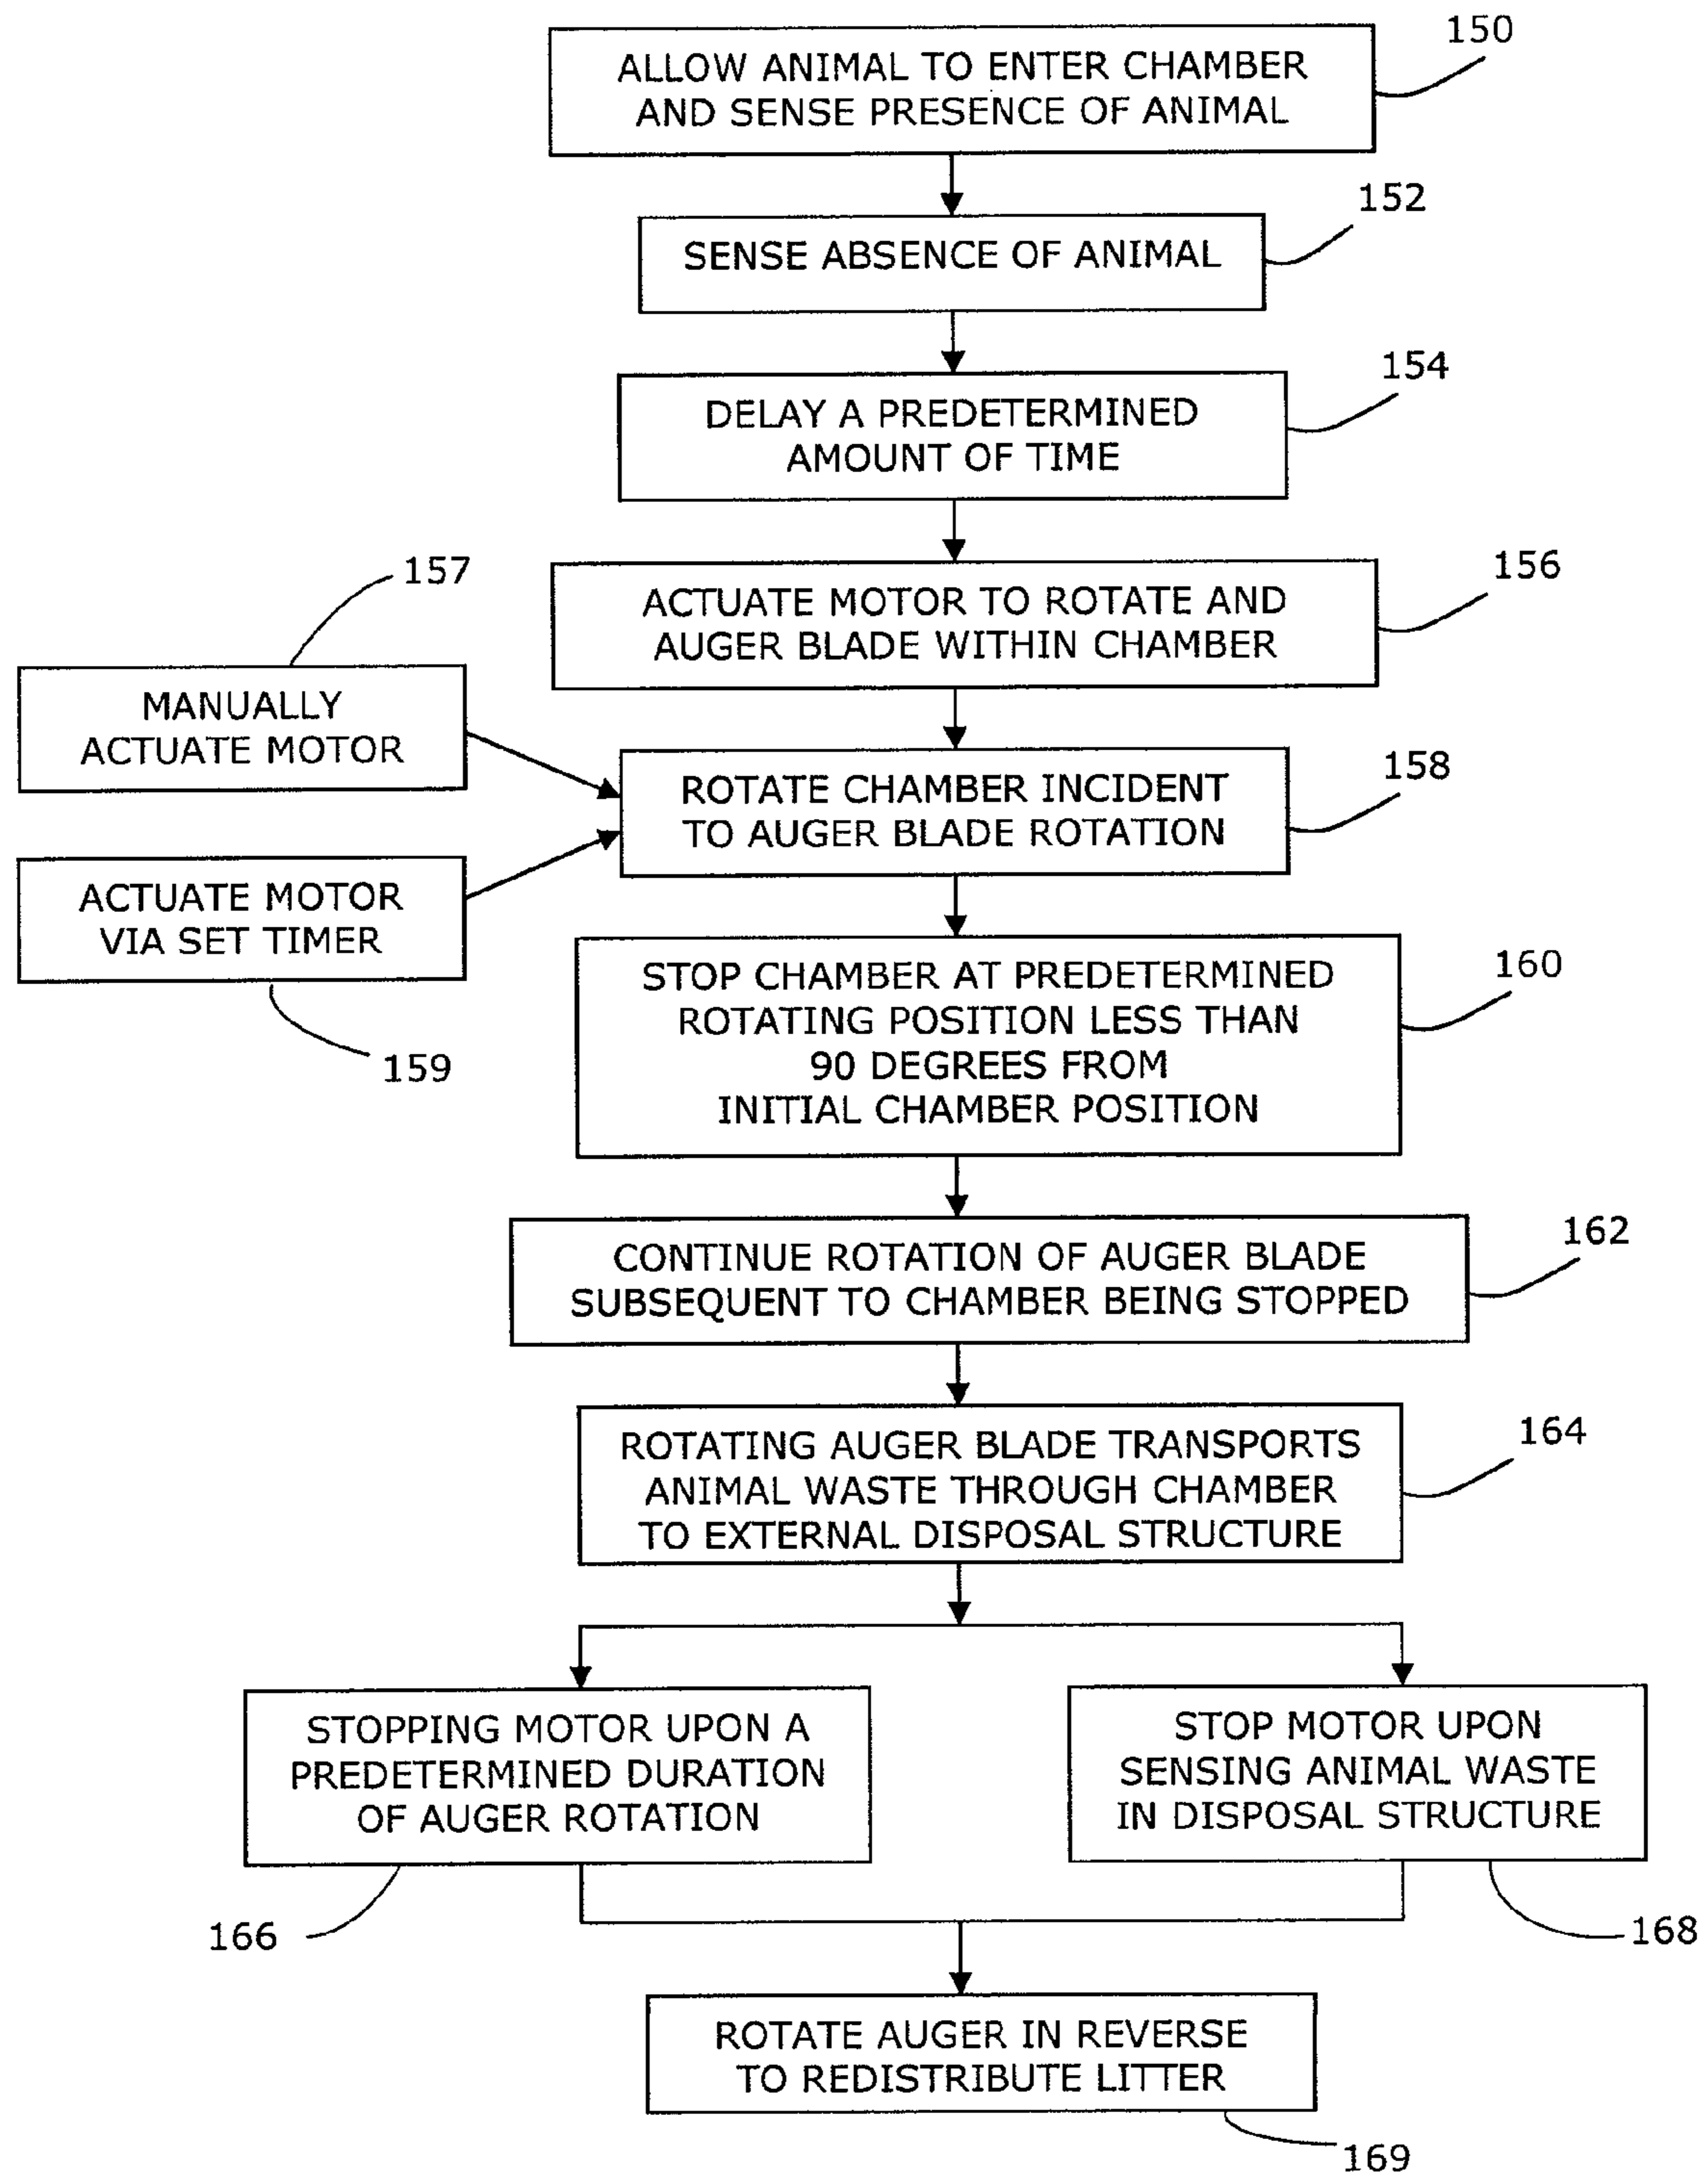 150
ALLOW ANIMAL TO ENTER CHAMBER
AND SENSE PRESENCE OF ANIMAL
152
SENSE ABSENCE OF ANIMAL
154
DELAY A PREDETERMINED
AMOUNT OF TIME
156
ACTUATE MOTOR TO ROTATE AND
AUGER BLADE WITHIN CHAMBER
157
MANUALLY
ACTUATE MOTOR
158
ROTATE CHAMBER INCIDENT
TO AUGER BLADE ROTATION
ACTUATE MOTOR
VIA SET TIMER
159
160
STOP CHAMBER AT PREDETERMINED
ROTATING POSITION LESS THAN
90 DEGREES FROM
INITIAL CHAMBER POSITION
162
CONTINUE ROTATION OF AUGER BLADE
SUBSEQUENT TO CHAMBER BEING STOPPED
164
ROTATING AUGER BLADE TRANSPORTS
ANIMAL WASTE THROUGH CHAMBER
TO EXTERNAL DISPOSAL STRUCTURE
STOPPING MOTOR UPON A
PREDETERMINED DURATION
OF AUGER ROTATION
166
STOP MOTOR UPON
SENSING ANIMAL WASTE
IN DISPOSAL STRUCTURE
168
ROTATE AUGER IN REVERSE
TO REDISTRIBUTE LITTER
169